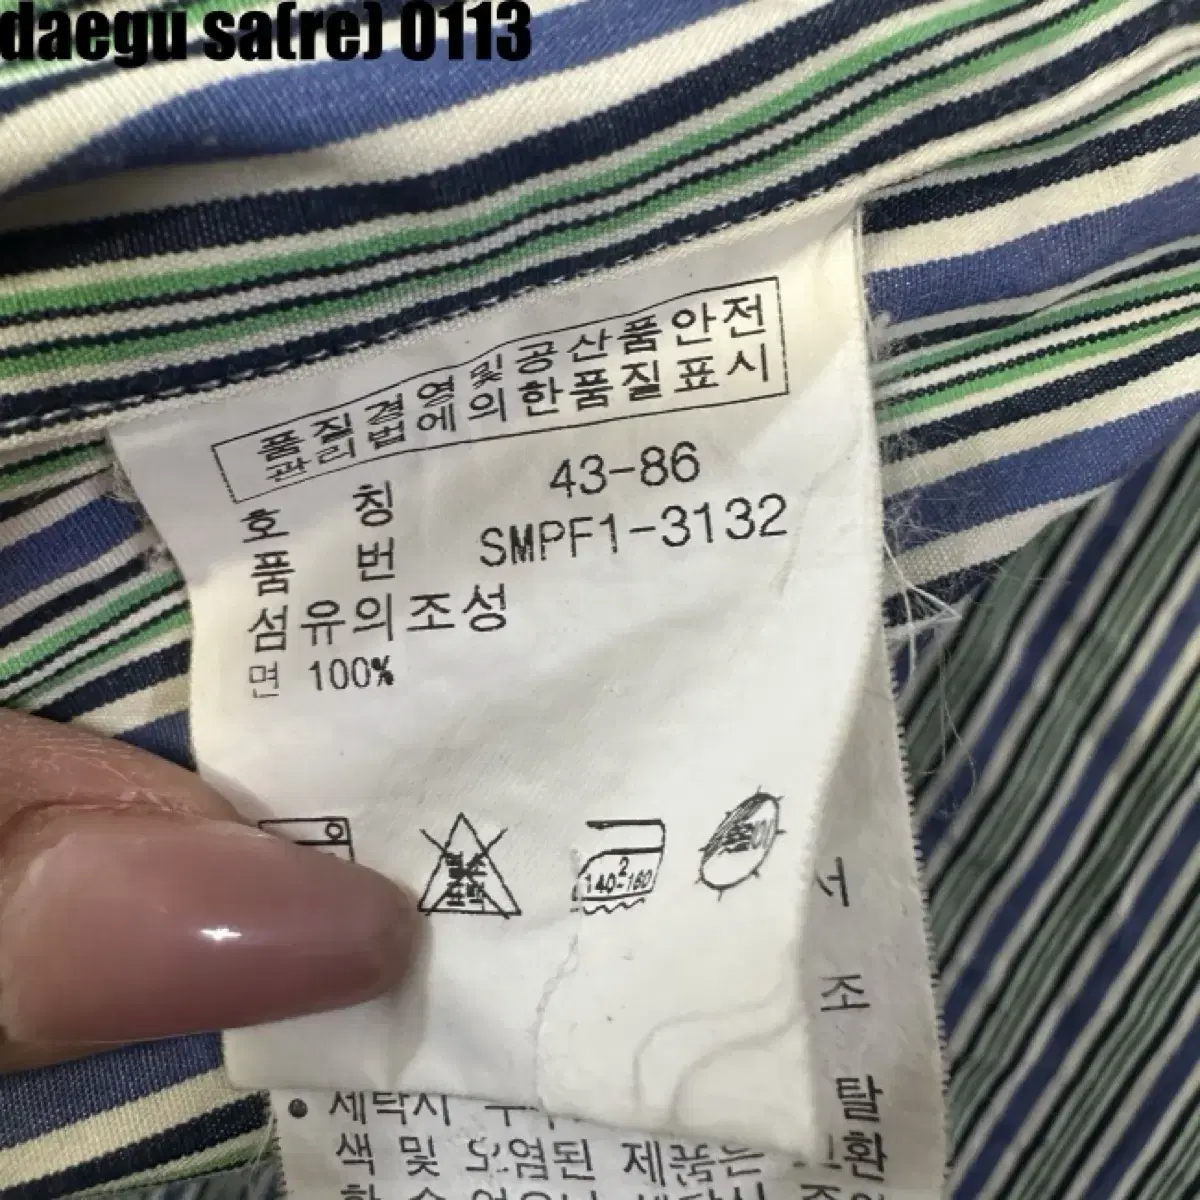 daegu sa(re) 0113
품질경영및공산품안전
관리법에의한품질표시
호 칭 43-86
품 번 SMPF1-3132
섬유의조성
면 100%
140-160
2
서
조
탈
● 세탁시
색 및 오염된 제품은 환